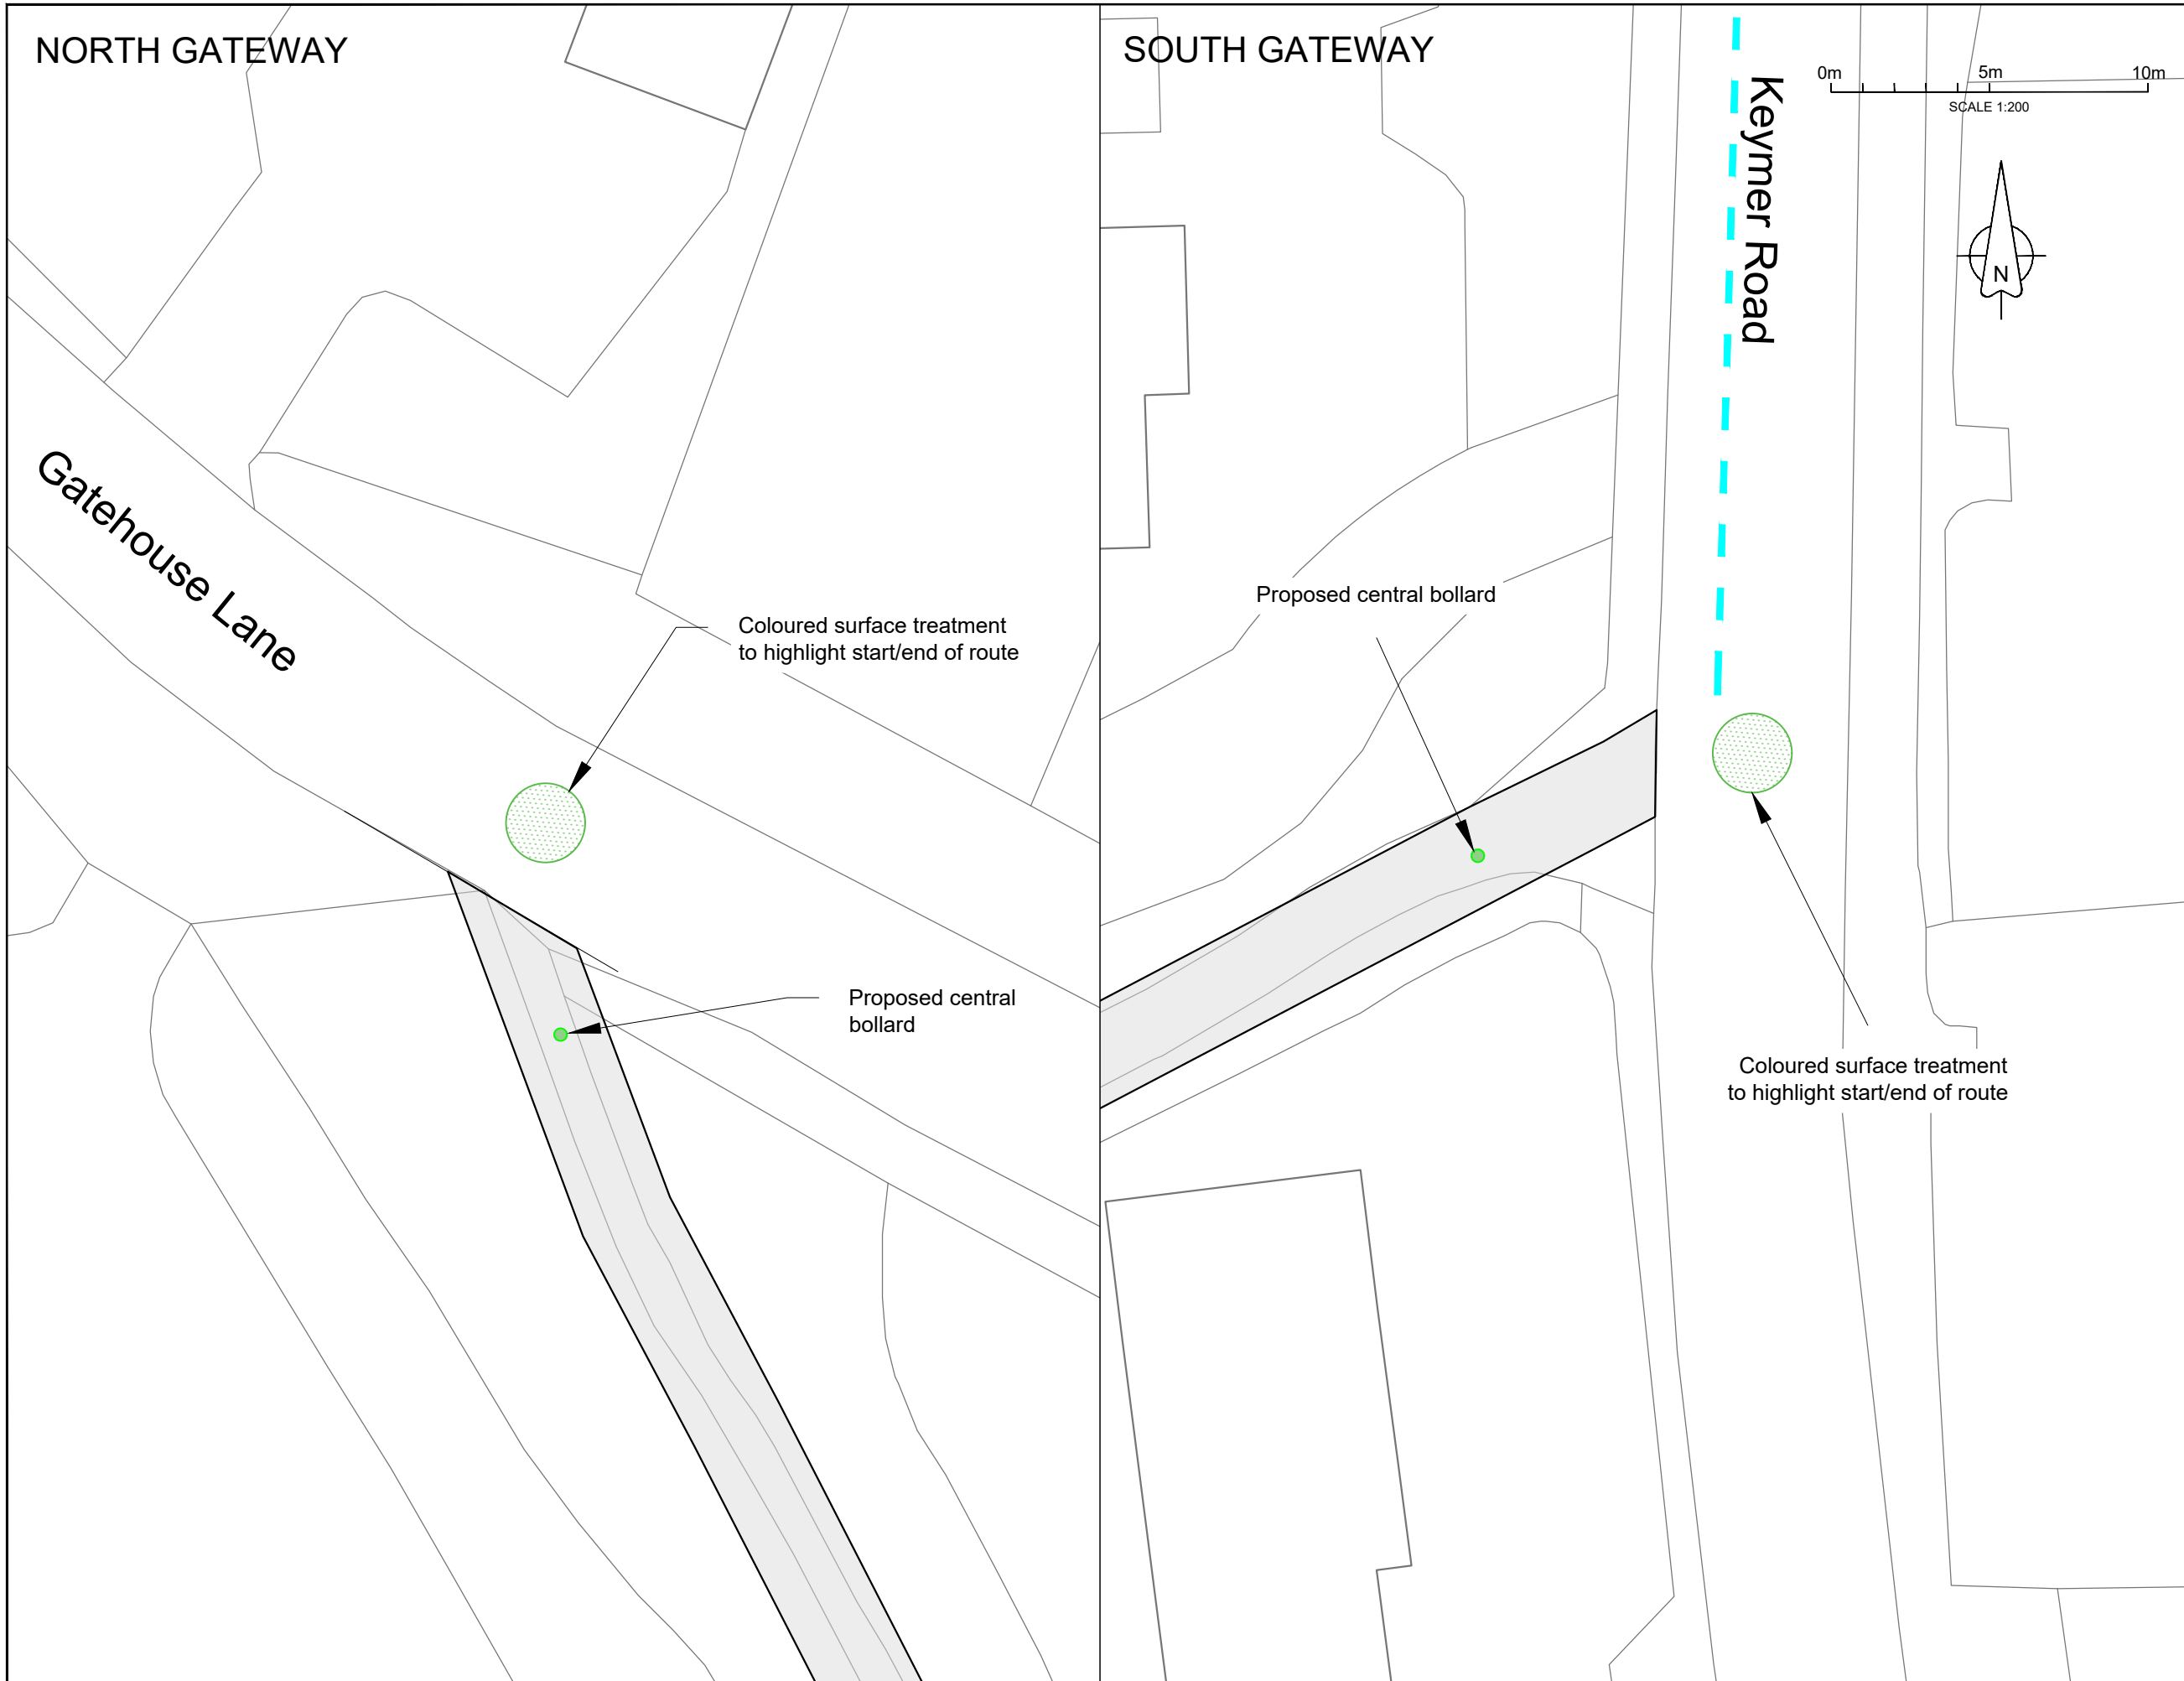 NORTH GATEWAY
Gatehouse Lane
Coloured surface treatment
to highlight start/end of route
Proposed central
bollard
SOUTH GATEWAY
Keymer Road
0m 5m 10m
SCALE 1:200
N
Proposed central bollard
Coloured surface treatment
to highlight start/end of route